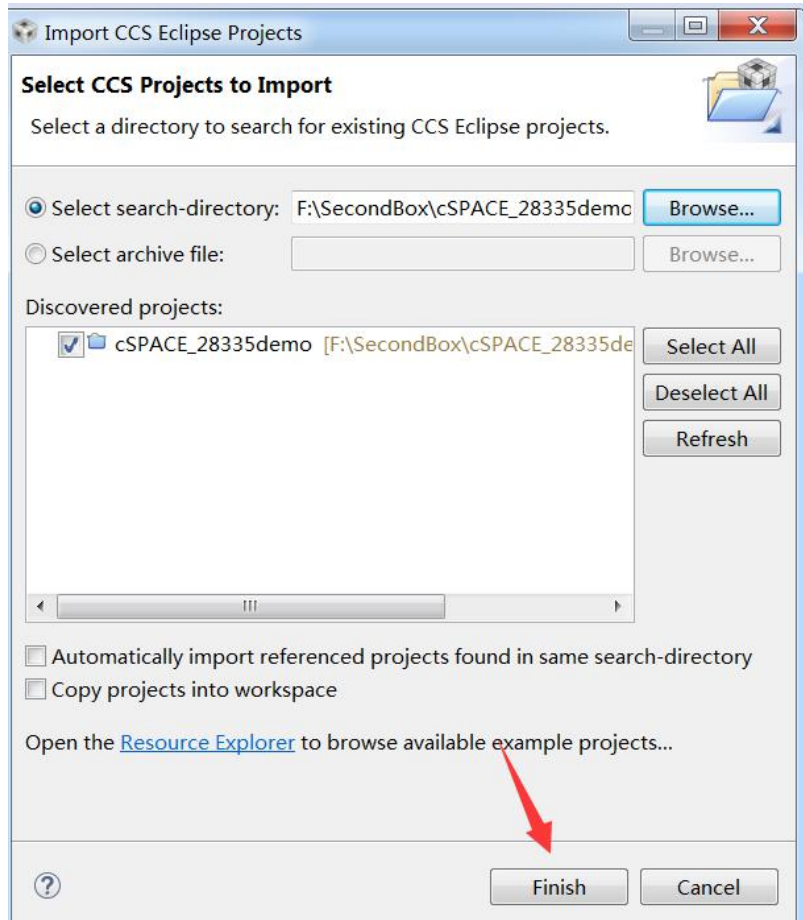 Import CCS Eclipse Projects
Select CCS Projects to Import
Select a directory to search for existing CCS Eclipse projects.
Select search-directory: F:\SecondBox\cSPACE_28335demo Browse...
Select archive file: Browse...
Discovered projects:
cSPACE_28335demo [F:\SecondBox\cSPACE_28335de Select All
Deselect All
Refresh
Automatically import referenced projects found in same search-directory
Copy projects into workspace
Open the Resource Explorer to browse available example projects...
Finish Cancel